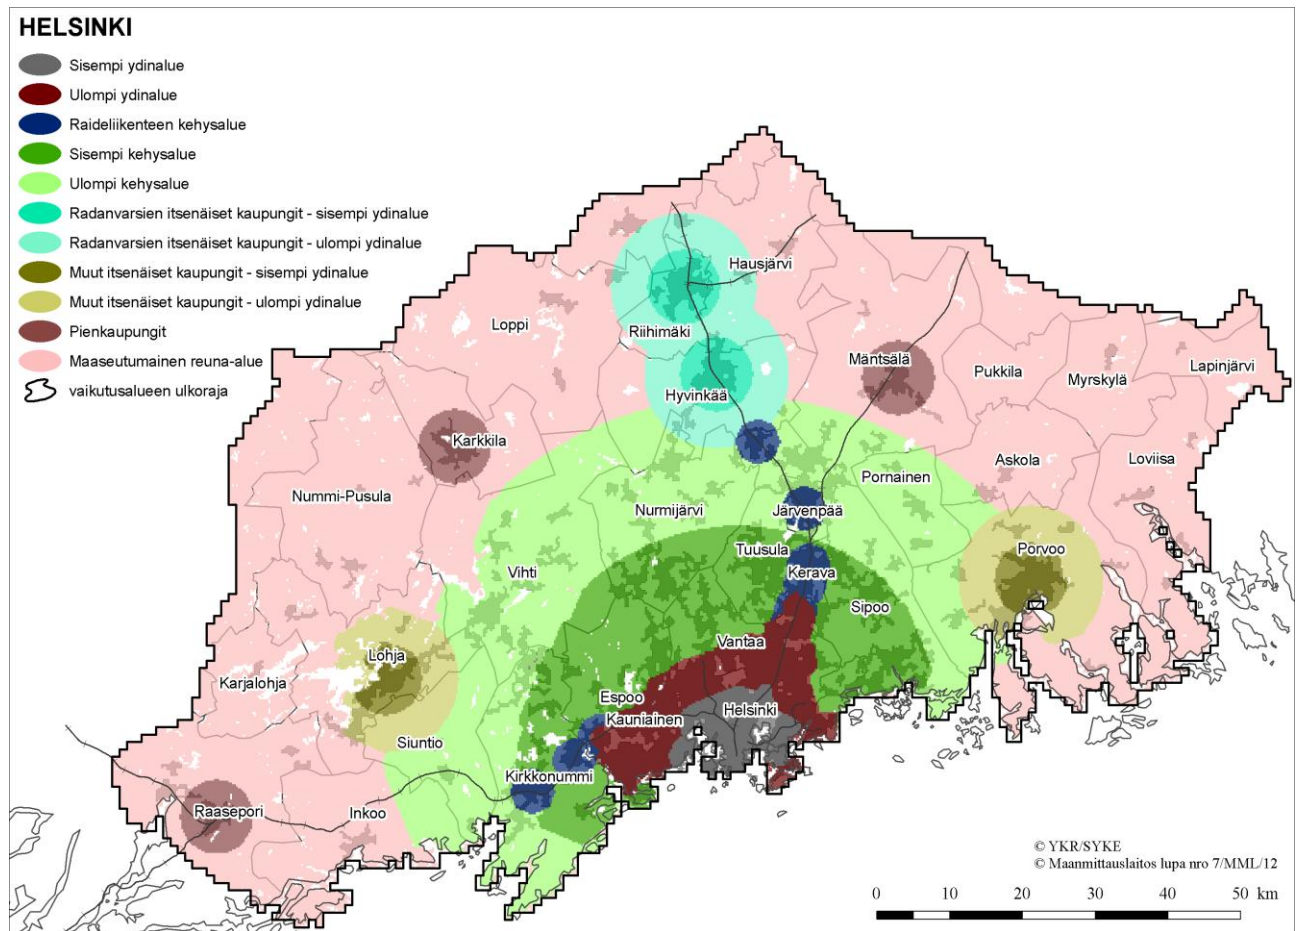 HELSINKI
Sisempi ydinalue
Ulompi ydinalue
Raideliikenteen kehysalue
Sisempi kehysalue
Ulompi kehysalue
Radanvarsien itsenäiset kaupungit - sisempi ydinalue
Radanvarsien itsenäiset kaupungit - ulompi ydinalue
Muut itsenäiset kaupungit - sisempi ydinalue
Muut itsenäiset kaupungit - ulompi ydinalue
Pienkaupungit
Maaseutumainen reuna-alue
vaikutusalueen ulkoraja
Hausjärvi
Loppi
Riihimäki
Mäntsälä
Pukkila
Myrskylä
Lapinjärvi
Hyvinkää
Karkkila
Askola
Loviisa
Pornainen
Nummi-Pusula
Nurmijärvi
Järvenpää
Tuusula
Porvoo
Vihti
Kerava
Sipoo
Vantaa
Lohja
Karjalohja
Espoo
Helsinki
Kauniainen
Siuntio
Kirkkonummi
Raasepori
Inkoo
© YKR/SYKE
© Maanmittauslaitos lupa nro 7/MML/12
0 10 20 30 40 50 km